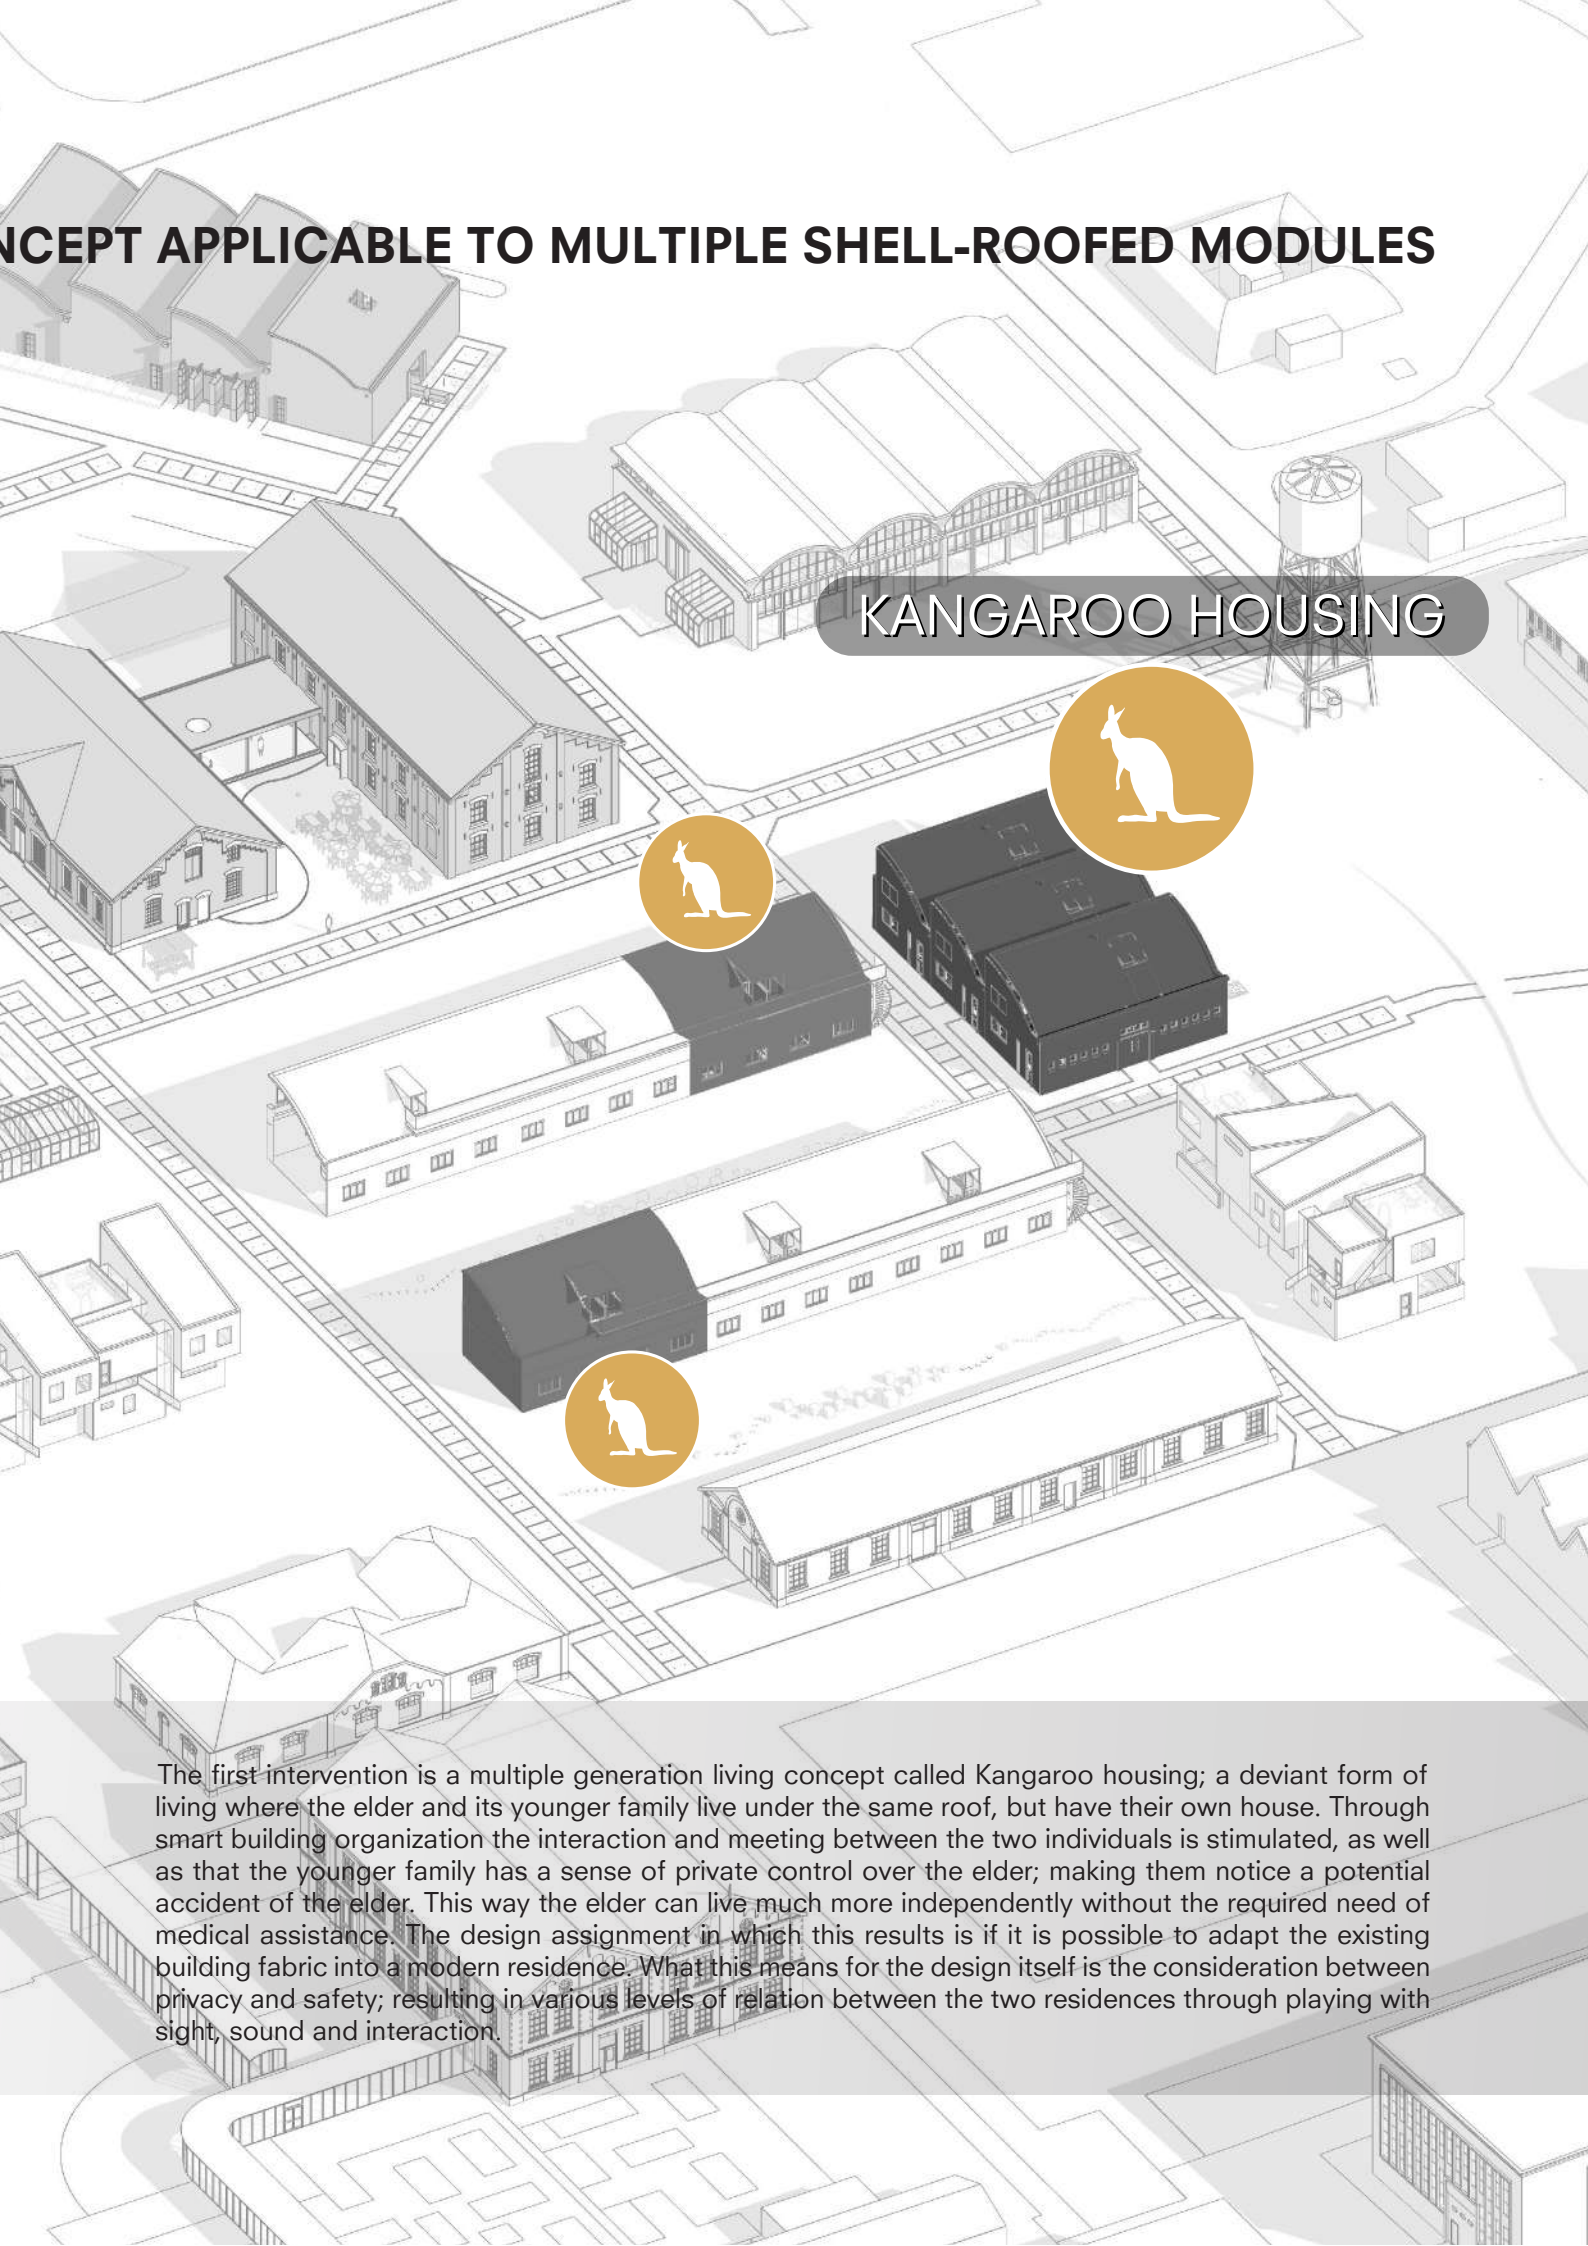 APPLICABLE TO MULTIPLE SHELL-ROOFED MODULES
KANGAROO HOUSING
The first intervention is a multiple generation living concept called Kangaroo housing; a deviant form of
living where the elder and its younger family live under the same roof, but have their own house. Through
smart building organization the interaction and meeting between the two individuals is stimulated, as well
as that the younger family has a sense of private control over the elder; making them notice a potential
accident of the elder. This way the elder can live much more independently without the required need of
medical assistance. The design assignment in which this results is if it is possible to adapt the existing
building fabric into a modern residence. What this means for the design itself is the consideration between
privacy and safety; resulting in various levels of relation between the two residences through playing with
sight, sound and interaction.